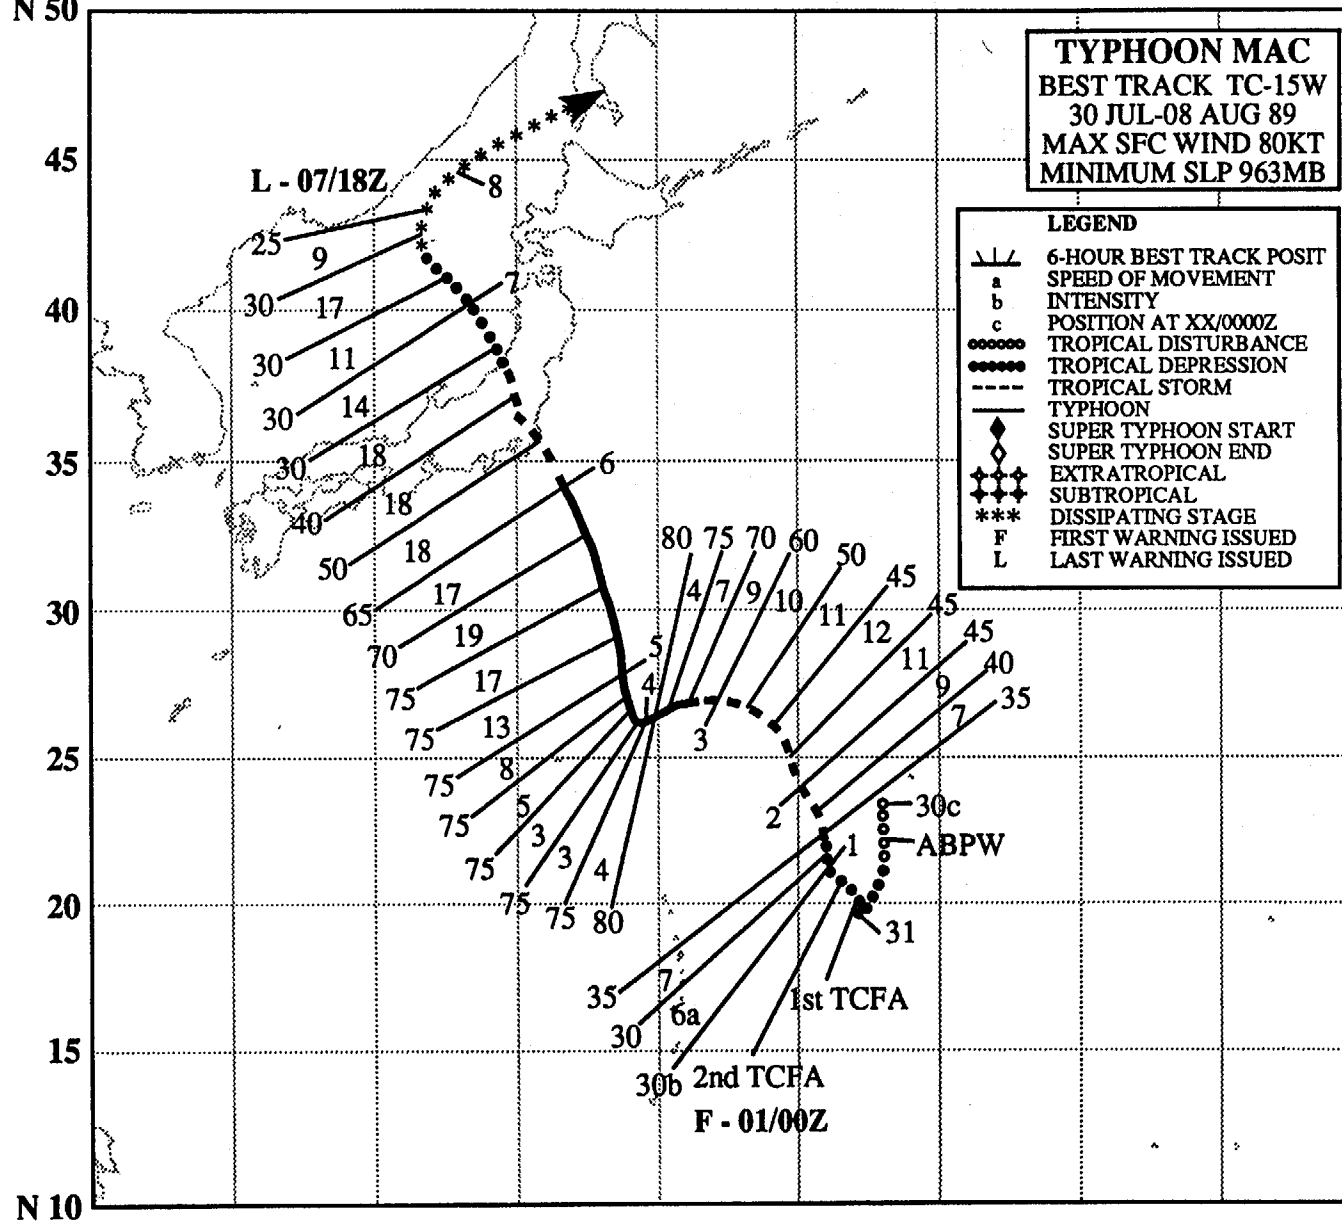 N 50
TYPHOON MAC
BEST TRACK TC-15W
30 JUL-08 AUG 89
MAX SFC WIND 80KT
MINIMUM SLP 963MB
LEGEND
6-HOUR BEST TRACK POSIT
a SPEED OF MOVEMENT
b INTENSITY
c POSITION AT XX/0000Z
TROPICAL DISTURBANCE
TROPICAL DEPRESSION
TROPICAL STORM
TYPHOON
SUPER TYPHOON START
SUPER TYPHOON END
EXTRATROPICAL
SUBTROPICAL
*** DISSIPATING STAGE
F FIRST WARNING ISSUED
L LAST WARNING ISSUED
45
L - 07/18Z
8
25
9
30
17
7
40
30
11
30
14
30
18
35
6
40
18
50
18
65
17
70
19
75
17
75
13
75
8
75
5
75
3
75
3
75
4
80
80
75
70
60
50
45
45
45
40
35
4
7
9
10
11
12
11
9
7
30
5
4
3
2
1
25
30c
ABPW
31
20
1st TCFA
35
7
30
6a
30b
2nd TCFA
F - 01/00Z
15
N 10